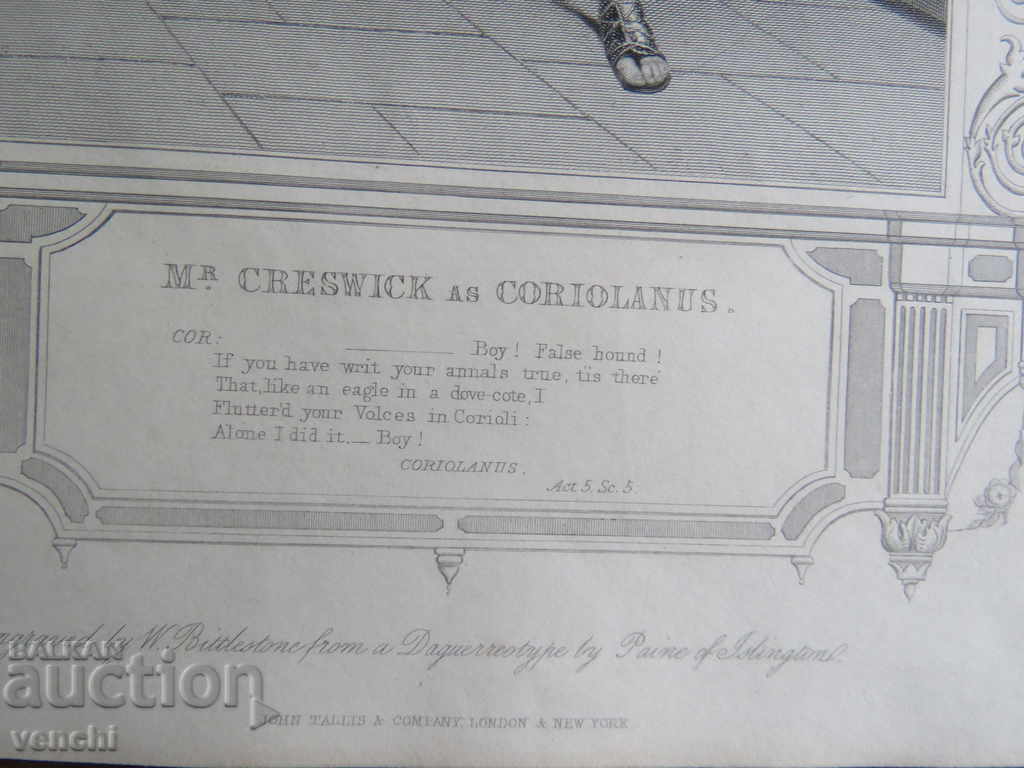 MR. CRESWICK AS CORIOLANUS.
COR: ———— Boy! False hound!
If you have writ your annals true, 'tis there
That, like an eagle in a dove-cote, I
Flutter'd your Volces in Corioli:
Alone I did it. — Boy!
CORIOLANUS.
Act 5, Sc. 5.
by W. Bittlestone from a Daguerreotype by Paine of Islington.
BALKAN
auction
venchi
JOHN TALLIS & COMPANY, LONDON & NEW YORK